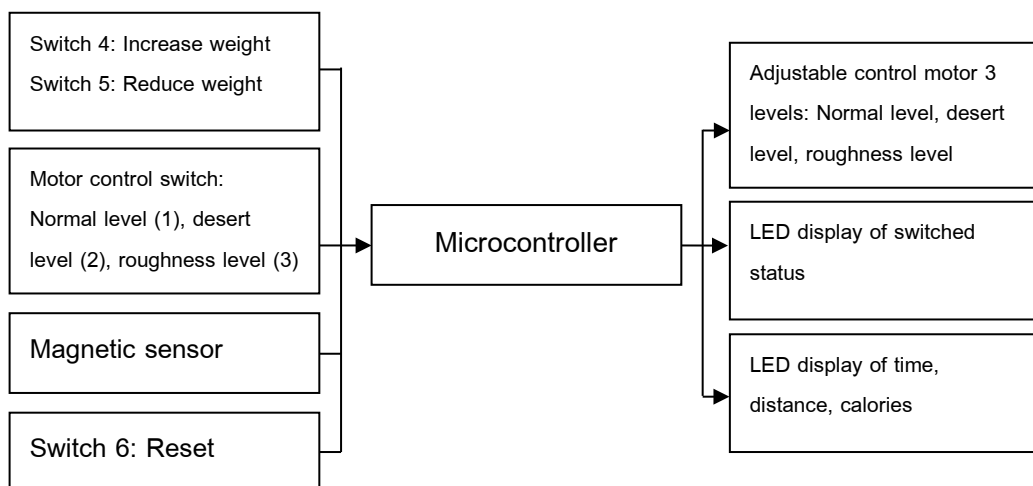 Switch 4: Increase weight
Switch 5: Reduce weight
Motor control switch:
Normal level (1), desert
level (2), roughness level (3)
Magnetic sensor
Switch 6: Reset
Microcontroller
Adjustable control motor 3
levels: Normal level, desert
level, roughness level
LED display of switched
status
LED display of time,
distance, calories